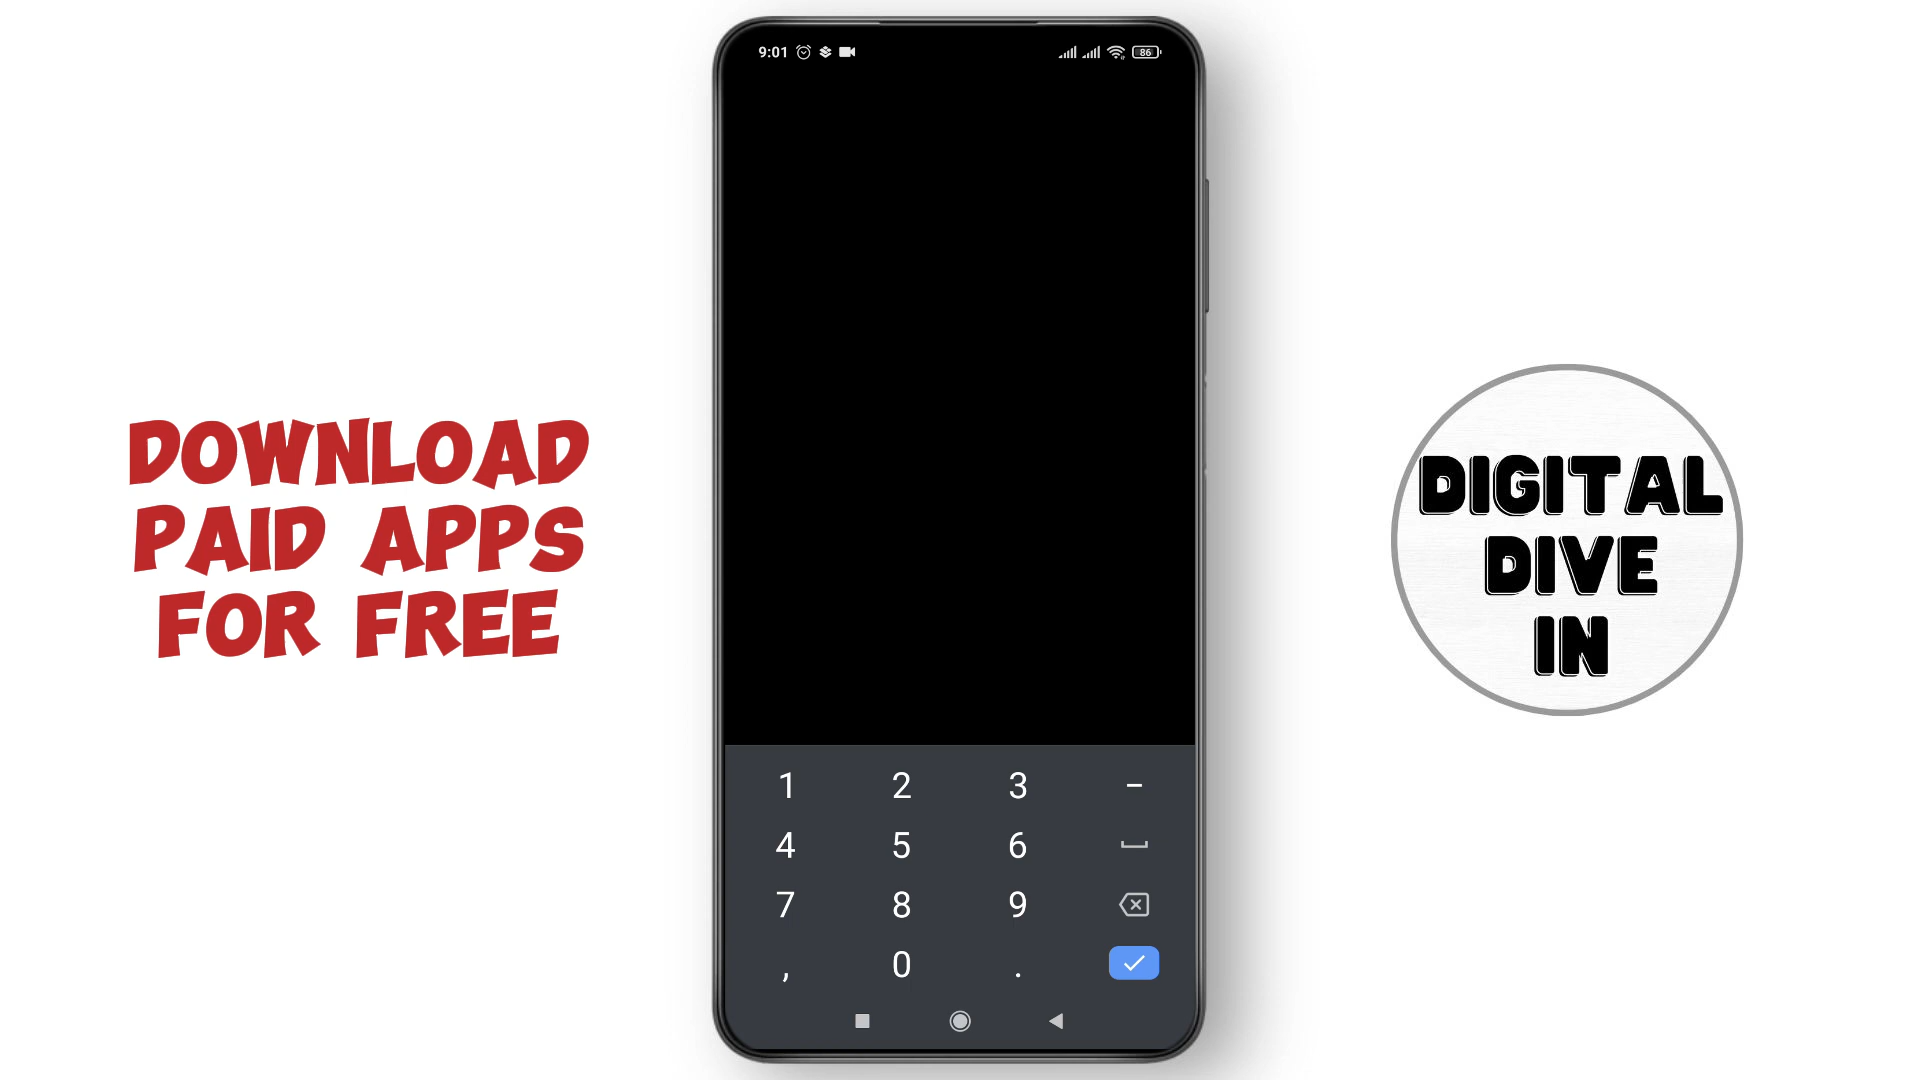 9:01
86
DOWNLOAD
PAID APPS
FOR FREE
DIGITAL
DIVE
IN
1 2 3 -
4 5 6
7 8 9
, 0 .